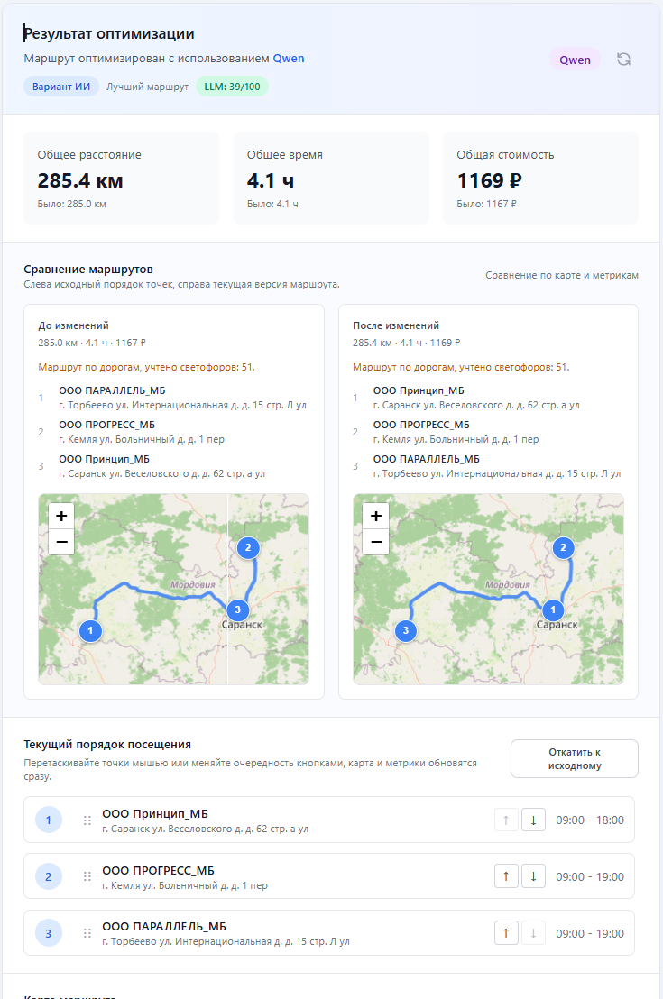 Результат оптимизации
Маршрут оптимизирован с использованием Qwen
Qwen
Вариант ИИ Лучший маршрут LLM: 39/100
Общее расстояние
285.4 км
Было: 285.0 км
Общее время
4.1 ч
Было: 4.1 ч
Общая стоимость
1169 ₽
Было: 1167 ₽
Сравнение маршрутов
Слева исходный порядок точек, справа текущая версия маршрута.
Сравнение по карте и метрикам
До изменений
285.0 км · 4.1 ч · 1167 ₽
Маршрут по дорогам, учтено светофоров: 51.
1 ООО ПАРАЛЛЕЛЬ_МБ
г. Торбеево ул. Интернациональная д. д. 15 стр. Л ул
2 ООО ПРОГРЕСС_МБ
г. Кемля ул. Больничный д. д. 1 пер
3 ООО Принцип_МБ
г. Саранск ул. Веселовского д. д. 62 стр. а ул
+
−
2
Мордовия
3
Саранск
1
После изменений
285.4 км · 4.1 ч · 1169 ₽
Маршрут по дорогам, учтено светофоров: 51.
1 ООО Принцип_МБ
г. Саранск ул. Веселовского д. д. 62 стр. а ул
2 ООО ПРОГРЕСС_МБ
г. Кемля ул. Больничный д. д. 1 пер
3 ООО ПАРАЛЛЕЛЬ_МБ
г. Торбеево ул. Интернациональная д. д. 15 стр. Л ул
+
−
2
Мордовия
1
Саранск
3
Текущий порядок посещения
Перетаскивайте точки мышью или меняйте очередность кнопками, карта и метрики обновятся
сразу.
Откатить к
исходному
1 ООО Принцип_МБ
г. Саранск ул. Веселовского д. д. 62 стр. а ул
↑ ↓ 09:00 - 18:00
2 ООО ПРОГРЕСС_МБ
г. Кемля ул. Больничный д. д. 1 пер
↑ ↓ 09:00 - 19:00
3 ООО ПАРАЛЛЕЛЬ_МБ
г. Торбеево ул. Интернациональная д. д. 15 стр. Л ул
↑ ↓ 09:00 - 19:00
Карта маршрута